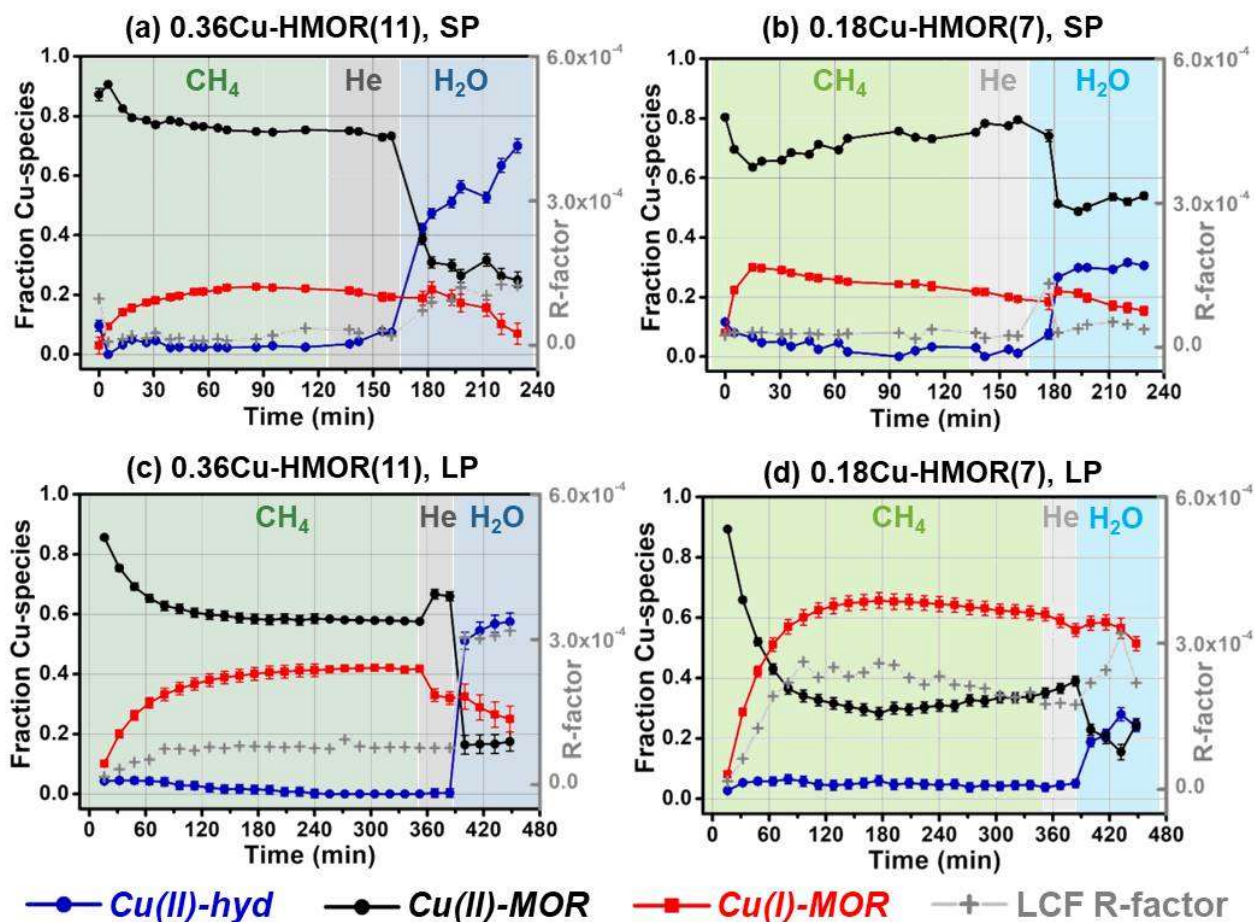 (a) 0.36Cu-HMOR(11), SP
(b) 0.18Cu-HMOR(7), SP
1.0 0.8 0.6 0.4 0.2 0.0
Fraction Cu-species
CH₄ He H₂O
6.0x10⁻⁴ 3.0x10⁻⁴ 0.0
R-factor
0 30 60 90 120 150 180 210 240
Time (min)
1.0 0.8 0.6 0.4 0.2 0.0
Fraction Cu-species
CH₄ He H₂O
6.0x10⁻⁴ 3.0x10⁻⁴ 0.0
R-factor
0 30 60 90 120 150 180 210 240
Time (min)
(c) 0.36Cu-HMOR(11), LP
(d) 0.18Cu-HMOR(7), LP
1.0 0.8 0.6 0.4 0.2 0.0
Fraction Cu-species
CH₄ He H₂O
6.0x10⁻⁴ 3.0x10⁻⁴ 0.0
R-factor
0 60 120 180 240 300 360 420 480
Time (min)
1.0 0.8 0.6 0.4 0.2 0.0
Fraction Cu-species
CH₄ He H₂O
6.0x10⁻⁴ 3.0x10⁻⁴ 0.0
R-factor
0 60 120 180 240 300 360 420 480
Time (min)
Cu(II)-hyd Cu(II)-MOR Cu(I)-MOR LCF R-factor